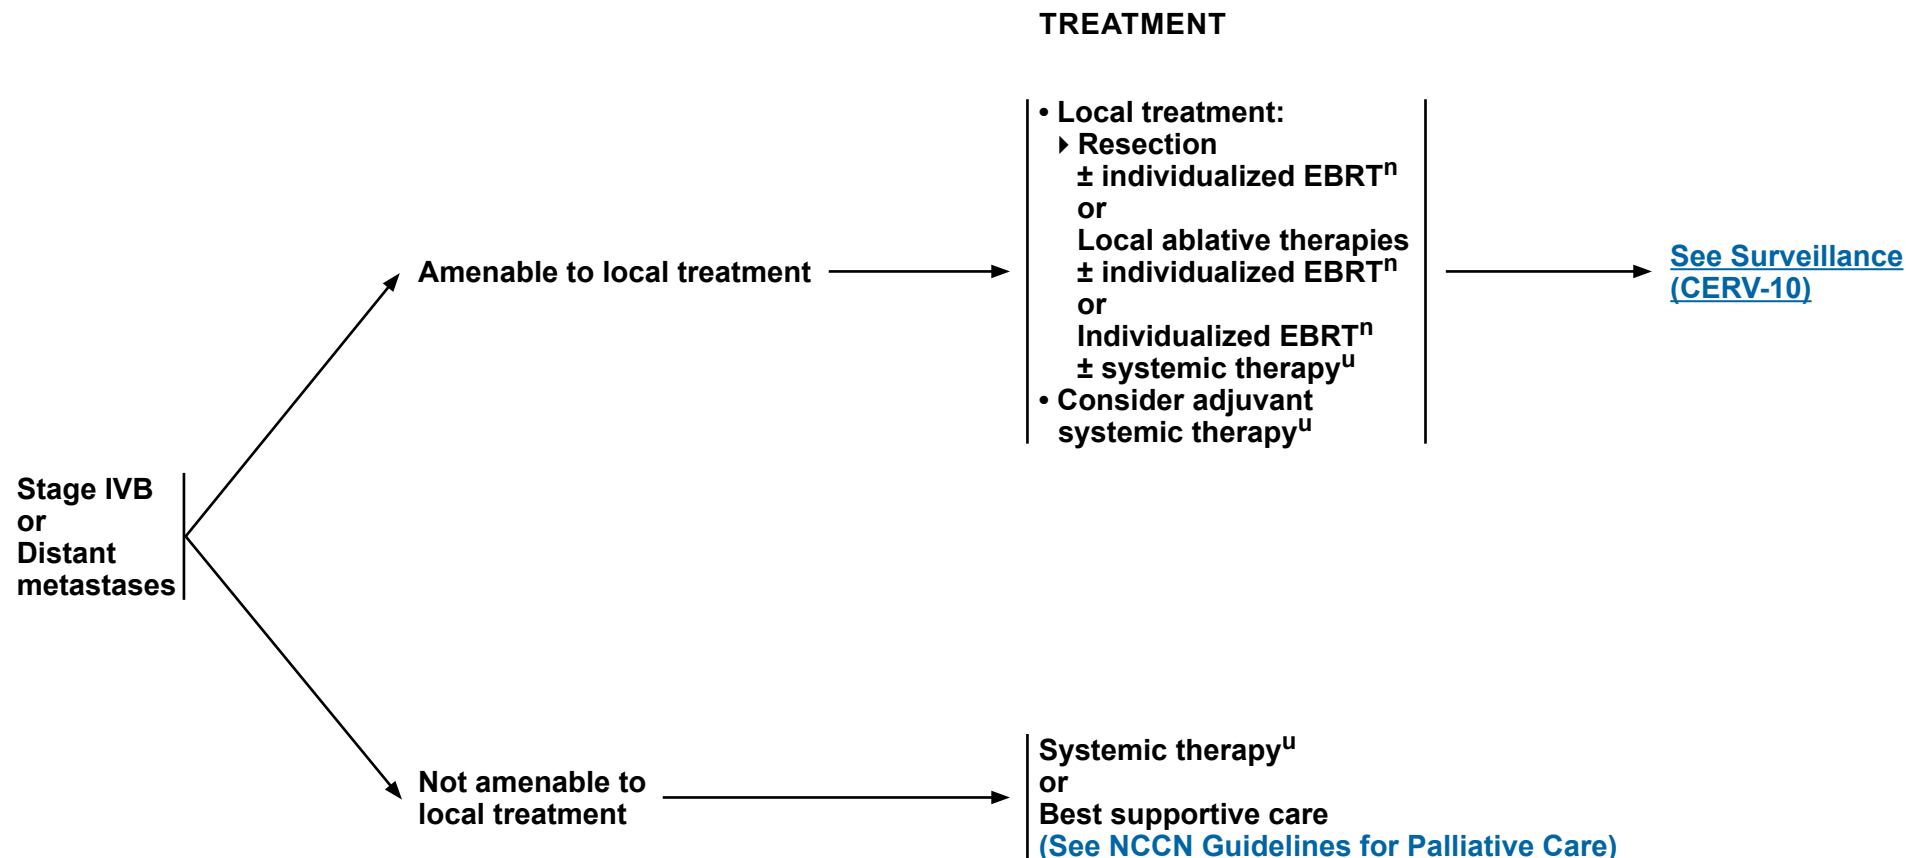 TREATMENT
Stage IVB
or
Distant
metastases
Amenable to local treatment
• Local treatment:
▸ Resection
± individualized EBRTⁿ
or
Local ablative therapies
± individualized EBRTⁿ
or
Individualized EBRTⁿ
± systemic therapyᵘ
• Consider adjuvant
systemic therapyᵘ
See Surveillance
(CERV-10)
Not amenable to
local treatment
Systemic therapyᵘ
or
Best supportive care
(See NCCN Guidelines for Palliative Care)